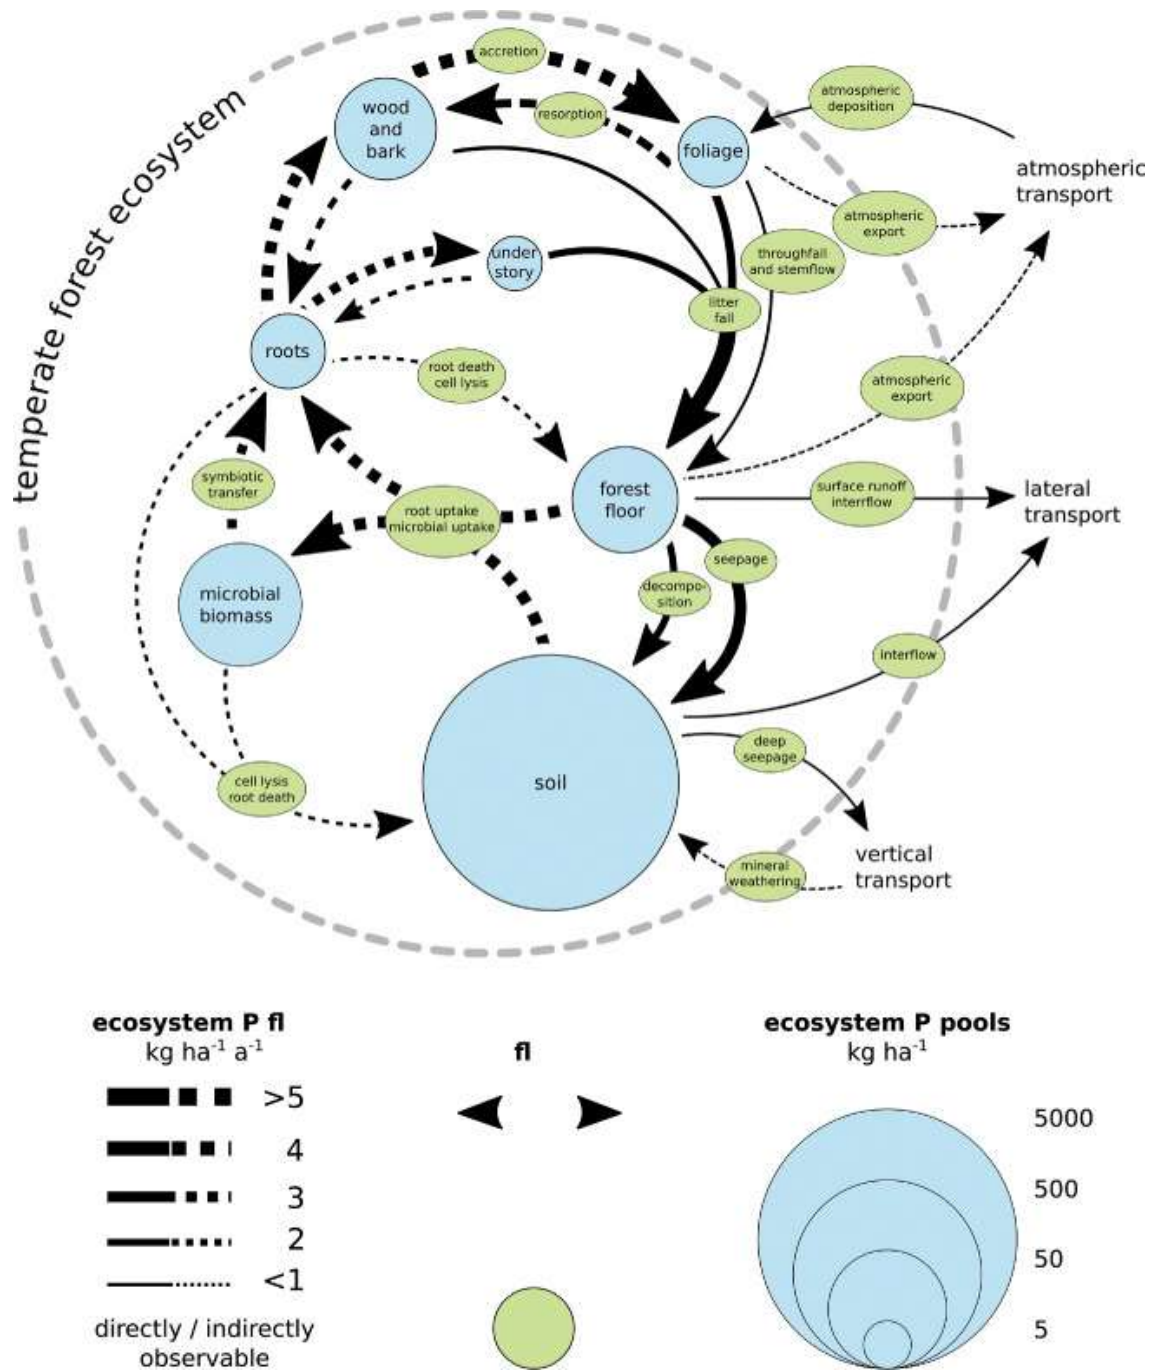 temperate forest ecosystem
accretion
wood
and
bark
resorption
foliage
atmospheric
deposition
atmospheric
transport
atmospheric
export
under
story
throughfall
and stemflow
litter
fall
roots
root death
cell lysis
atmospheric
export
symbiotic
transfer
root uptake
microbial uptake
forest
floor
surface runoff
interrflow
lateral
transport
seepage
decompo-
sition
microbial
biomass
interflow
deep
seepage
soil
cell lysis
root death
vertical
transport
mineral
weathering
ecosystem P fl
kg ha⁻¹ a⁻¹
>5
4
3
2
<1
directly / indirectly
observable
fl
ecosystem P pools
kg ha⁻¹
5000
500
50
5